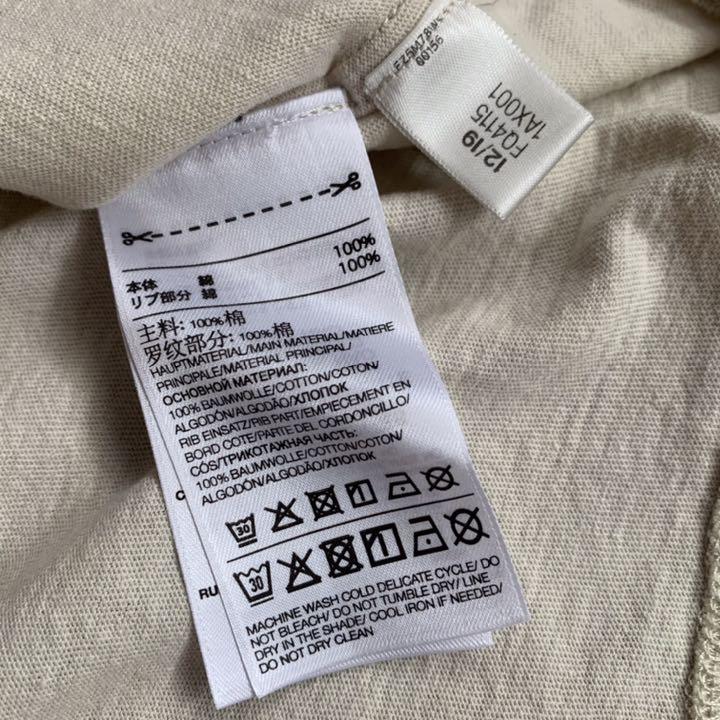 12/19
FQ4115
1AX001
00156
本体 綿 100%
リブ部分 綿 100%
主料: 100%棉
罗纹部分: 100%棉
HAUPTMATERIAL/MAIN MATERIAL/MATIERE
PRINCIPALE/MATERIAL PRINCIPAL/
ОСНОВНОЙ МАТЕРИАЛ:
100% BAUMWOLLE/COTTON/COTON/
ALGODÓN/ALGODÃO/ХЛОПОК
RIB EINSATZ/RIB PART/EMPIECEMENT EN
BORD COTE/PARTE DEL CORDONCILLO/
CÓS/ТРИКОТАЖНАЯ ЧАСТЬ:
100% BAUMWOLLE/COTTON/COTON/
ALGODÓN/ALGODÃO/ХЛОПОК
30
30
MACHINE WASH COLD DELICATE CYCLE/ DO
NOT BLEACH/ DO NOT TUMBLE DRY/ LINE
DRY IN THE SHADE/ COOL IRON IF NEEDED/
DO NOT DRY CLEAN
RU